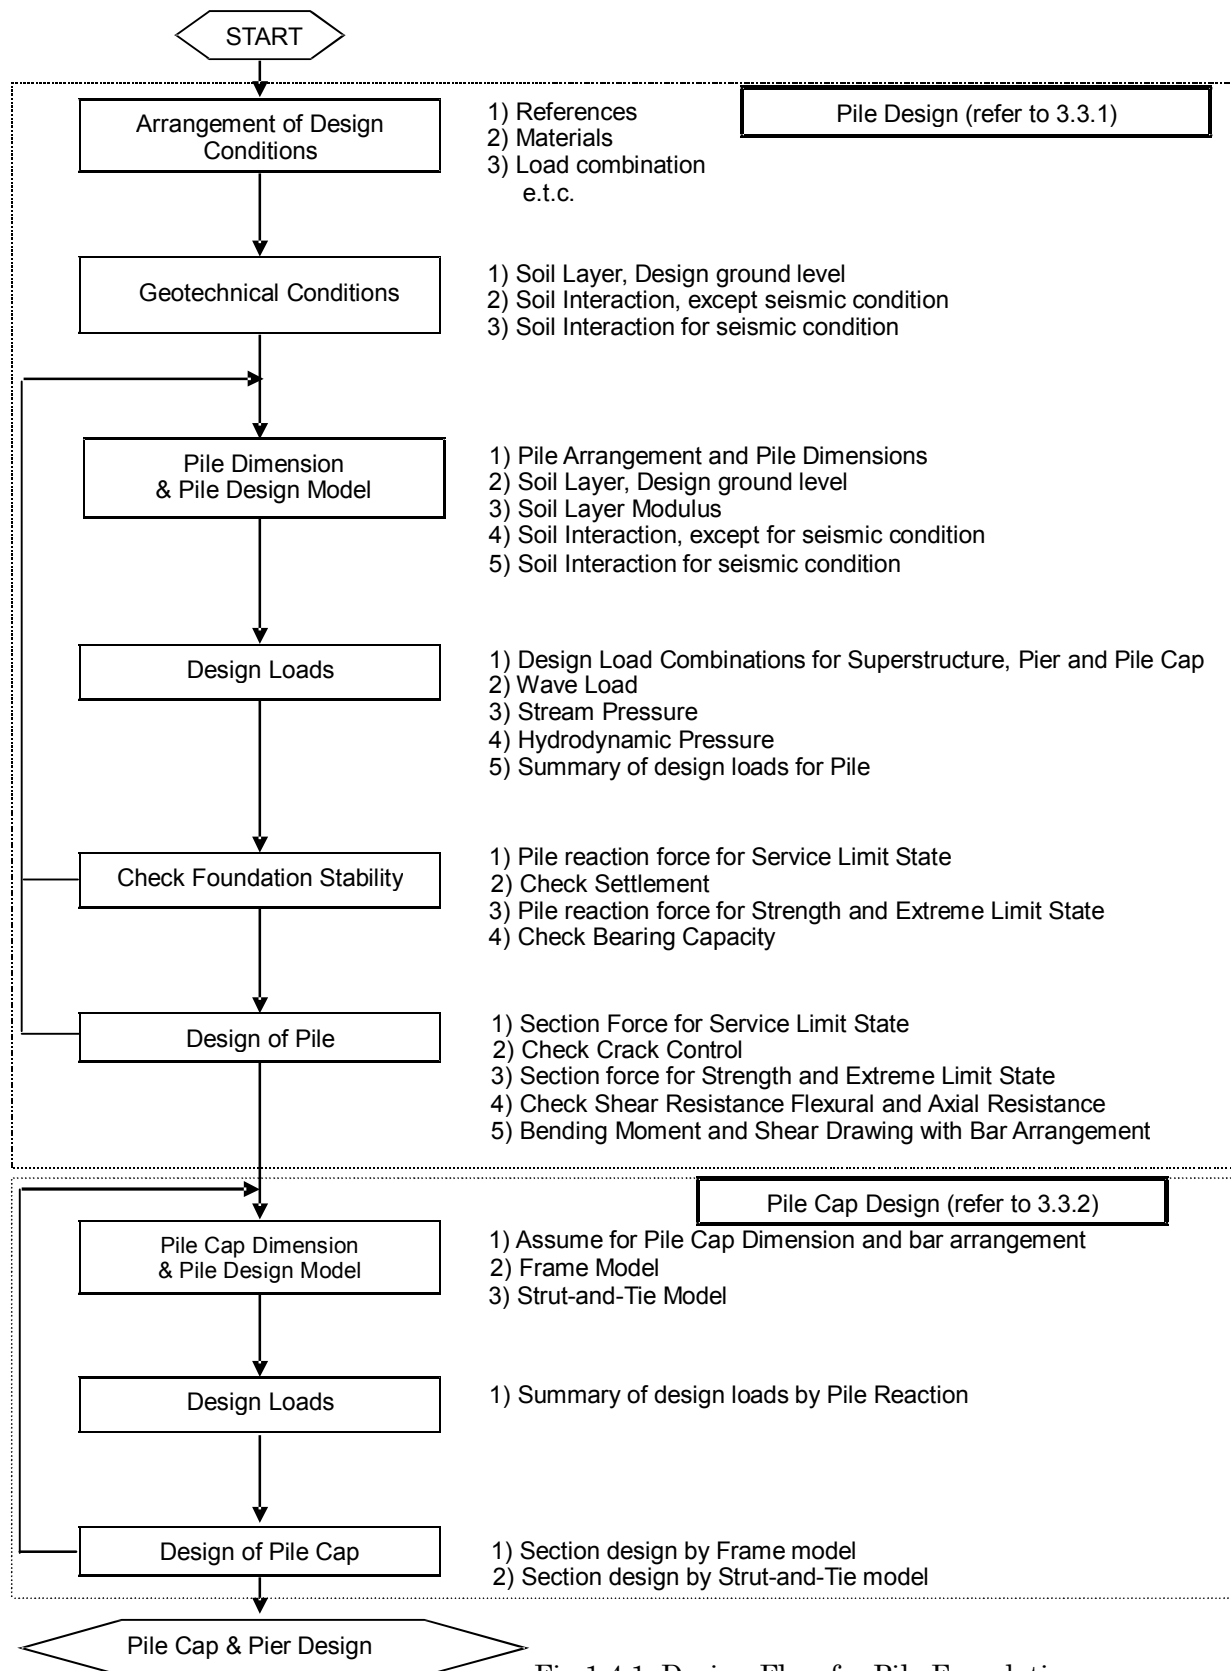 START
Pile Design (refer to 3.3.1)
Arrangement of Design
Conditions
1) References
2) Materials
3) Load combination
e.t.c.
Geotechnical Conditions
1) Soil Layer, Design ground level
2) Soil Interaction, except seismic condition
3) Soil Interaction for seismic condition
Pile Dimension
& Pile Design Model
1) Pile Arrangement and Pile Dimensions
2) Soil Layer, Design ground level
3) Soil Layer Modulus
4) Soil Interaction, except for seismic condition
5) Soil Interaction for seismic condition
Design Loads
1) Design Load Combinations for Superstructure, Pier and Pile Cap
2) Wave Load
3) Stream Pressure
4) Hydrodynamic Pressure
5) Summary of design loads for Pile
Check Foundation Stability
1) Pile reaction force for Service Limit State
2) Check Settlement
3) Pile reaction force for Strength and Extreme Limit State
4) Check Bearing Capacity
Design of Pile
1) Section Force for Service Limit State
2) Check Crack Control
3) Section force for Strength and Extreme Limit State
4) Check Shear Resistance Flexural and Axial Resistance
5) Bending Moment and Shear Drawing with Bar Arrangement
Pile Cap Design (refer to 3.3.2)
Pile Cap Dimension
& Pile Design Model
1) Assume for Pile Cap Dimension and bar arrangement
2) Frame Model
3) Strut-and-Tie Model
Design Loads
1) Summary of design loads by Pile Reaction
Design of Pile Cap
1) Section design by Frame model
2) Section design by Strut-and-Tie model
Pile Cap & Pier Design
Fig 1.4.1 Design Flow for Pile Foundation